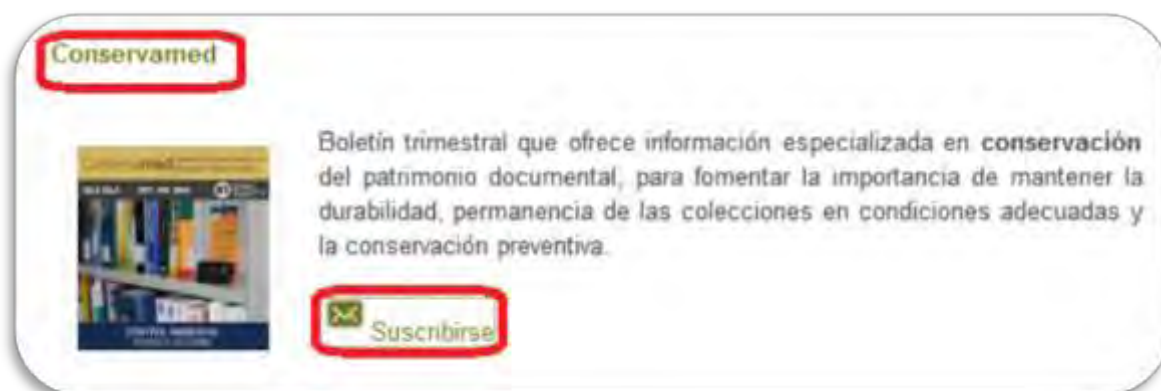 Conservamed
Boletín trimestral que ofrece información especializada en conservación
del patrimonio documental, para fomentar la importancia de mantener la
durabilidad, permanencia de las colecciones en condiciones adecuadas y
la conservación preventiva.
Suscribirse